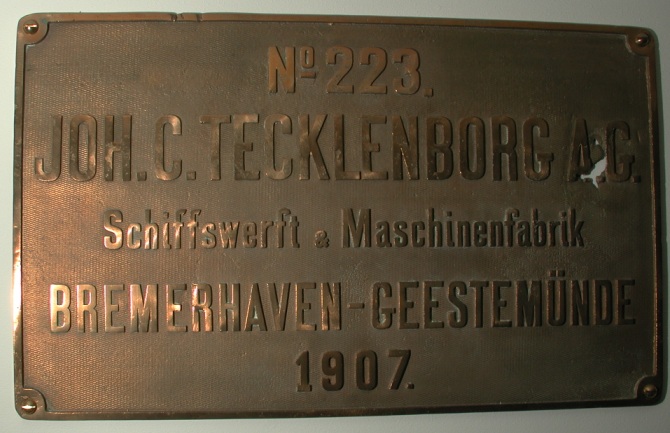 Nº 223.
JOH. C. TECKLENBORG A.G.
Schiffswerft & Maschinenfabrik
BREMERHAVEN-GEESTEMÜNDE
1907.